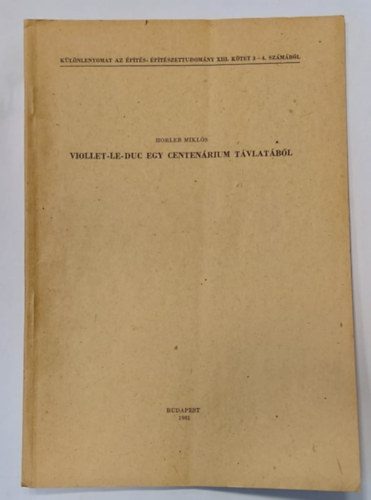 KÜLÖNLENYOMAT AZ ÉPÍTÉS- ÉPÍTÉSZETTUDOMÁNY XIII. KÖTET 3—4. SZÁMÁBÓL
HORLER MIKLÓS
VIOLLET-LE-DUC EGY CENTENÁRIUM TÁVLATÁBÓL
BUDAPEST